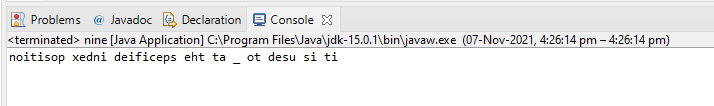 Problems @ Javadoc Declaration Console
<terminated> nine [Java Application] C:\Program Files\Java\jdk-15.0.1\bin\javaw.exe (07-Nov-2021, 4:26:14 pm – 4:26:14 pm)
noitisop xedni deificeps eht ta _ ot desu si ti